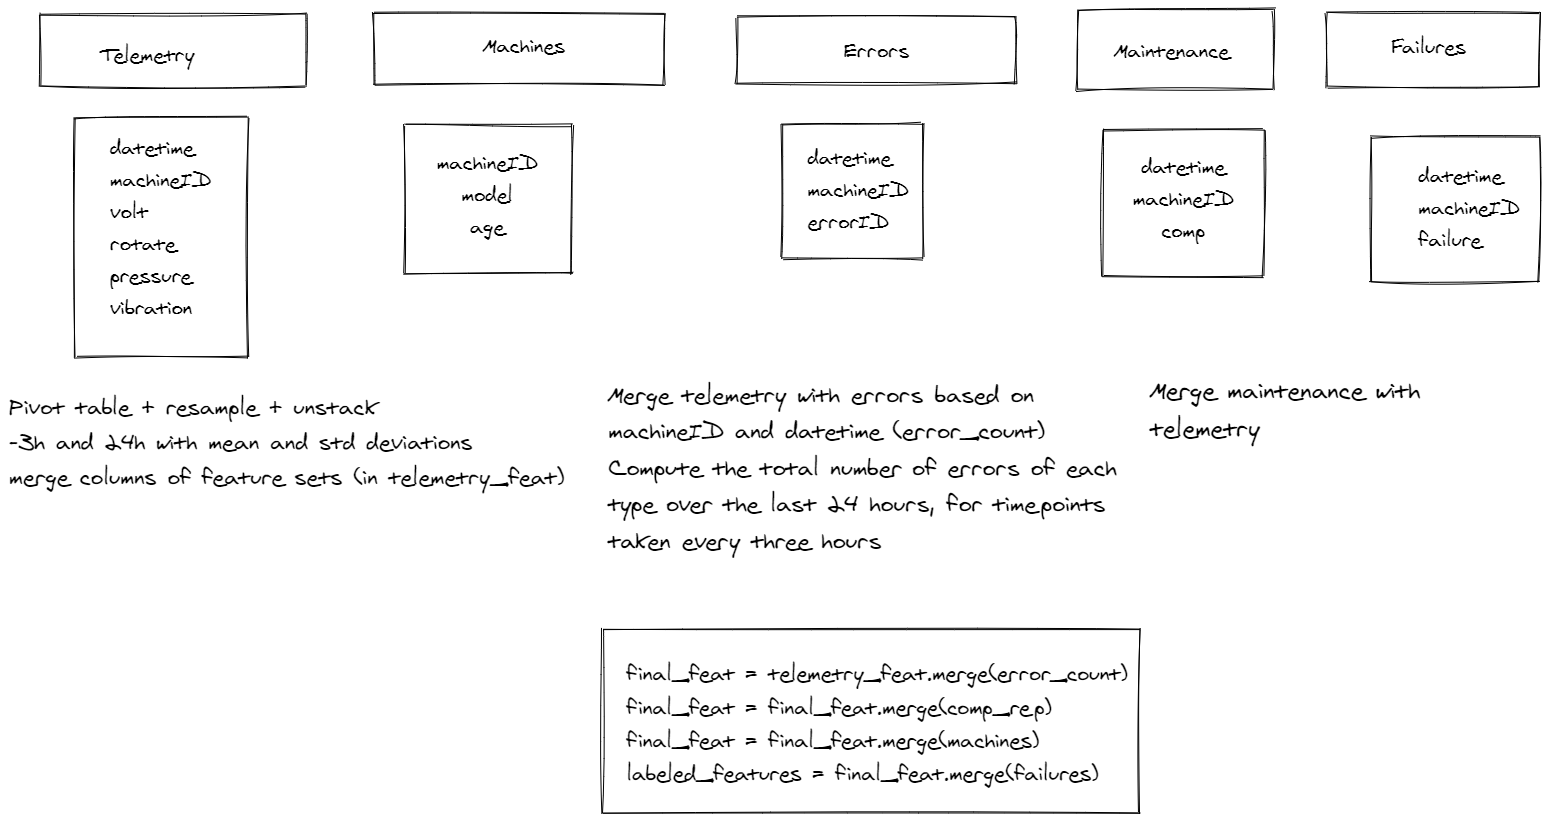 Telemetry
Machines
Errors
Maintenance
Failures
datetime
machineID
volt
rotate
pressure
vibration
machineID
model
age
datetime
machineID
errorID
datetime
machineID
comp
datetime
machineID
failure
Pivot table + resample + unstack
-3h and 24h with mean and std deviations
merge columns of feature sets (in telemetry_feat)
Merge telemetry with errors based on
machineID and datetime (error_count)
Compute the total number of errors of each
type over the last 24 hours, for timepoints
taken every three hours
Merge maintenance with
telemetry
final_feat = telemetry_feat.merge(error_count)
final_feat = final_feat.merge(comp_rep)
final_feat = final_feat.merge(machines)
labeled_features = final_feat.merge(failures)